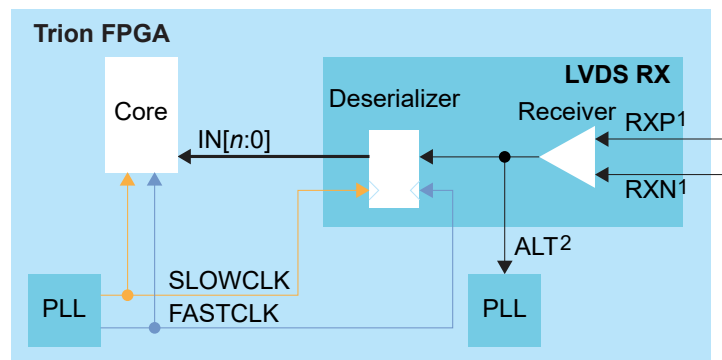 Trion FPGA
LVDS RX
Deserializer
Core
Receiver
RXP1
IN[n:0]
RXN1
ALT2
SLOWCLK
PLL
PLL
FASTCLK